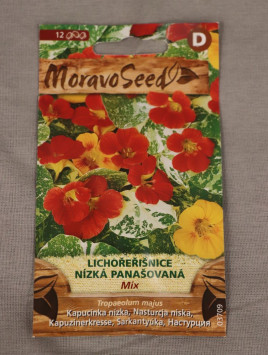 12
D
MoravoSeed
LICHOŘEŘIŠNICE
NÍZKÁ PANAŠOVANÁ
Mix
Tropaeolum majus
Kapucínka nízka, Nasturcja niska,
Kapuzinerkresse, Sarkantyúka, Настурция